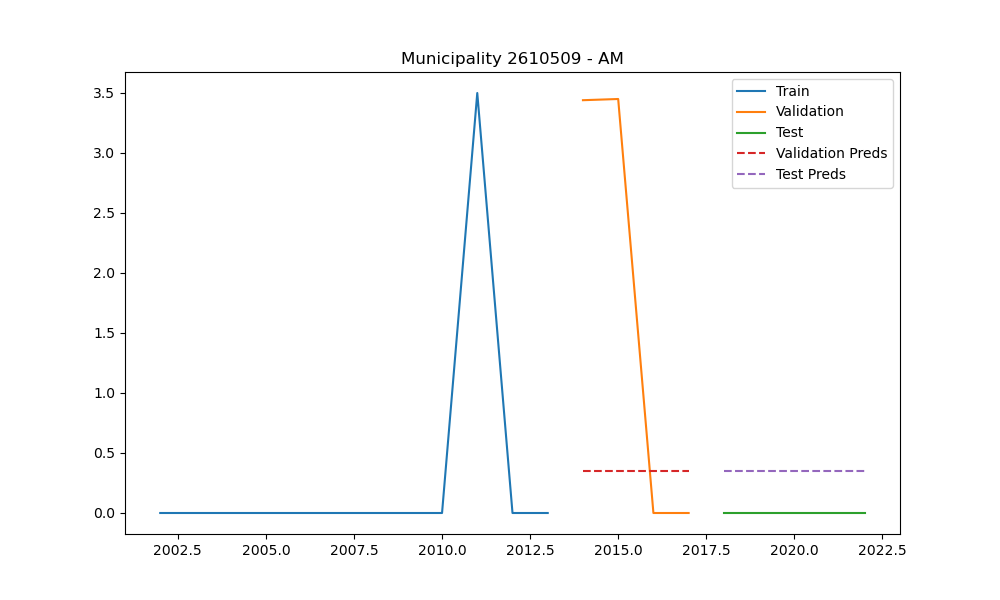 Municipality 2610509 - AM
Train
Validation
Test
Validation Preds
Test Preds
3.5
3.0
2.5
2.0
1.5
1.0
0.5
0.0
2002.5 2005.0 2007.5 2010.0 2012.5 2015.0 2017.5 2020.0 2022.5